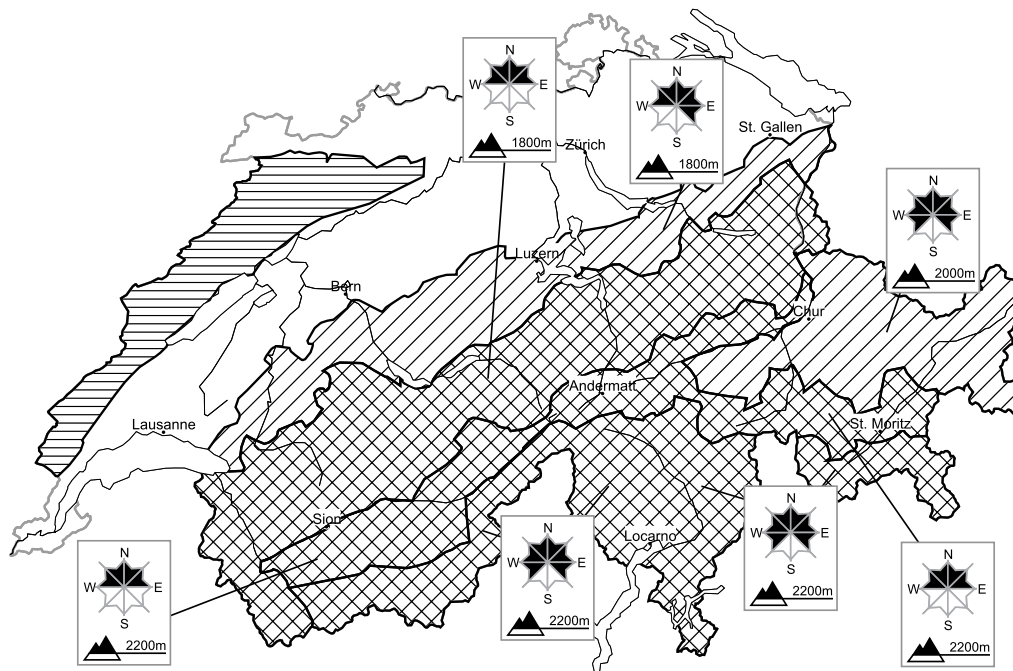 N
W E
S
1800m
N
W E
S
1800m
St. Gallen
Zürich
N
W E
S
2000m
Luzern
Bern
Chur
Andermatt
Lausanne
St. Moritz
Sion
Locarno
N
W E
S
2200m
N
W E
S
2200m
N
W E
S
2200m
N
W E
S
2200m